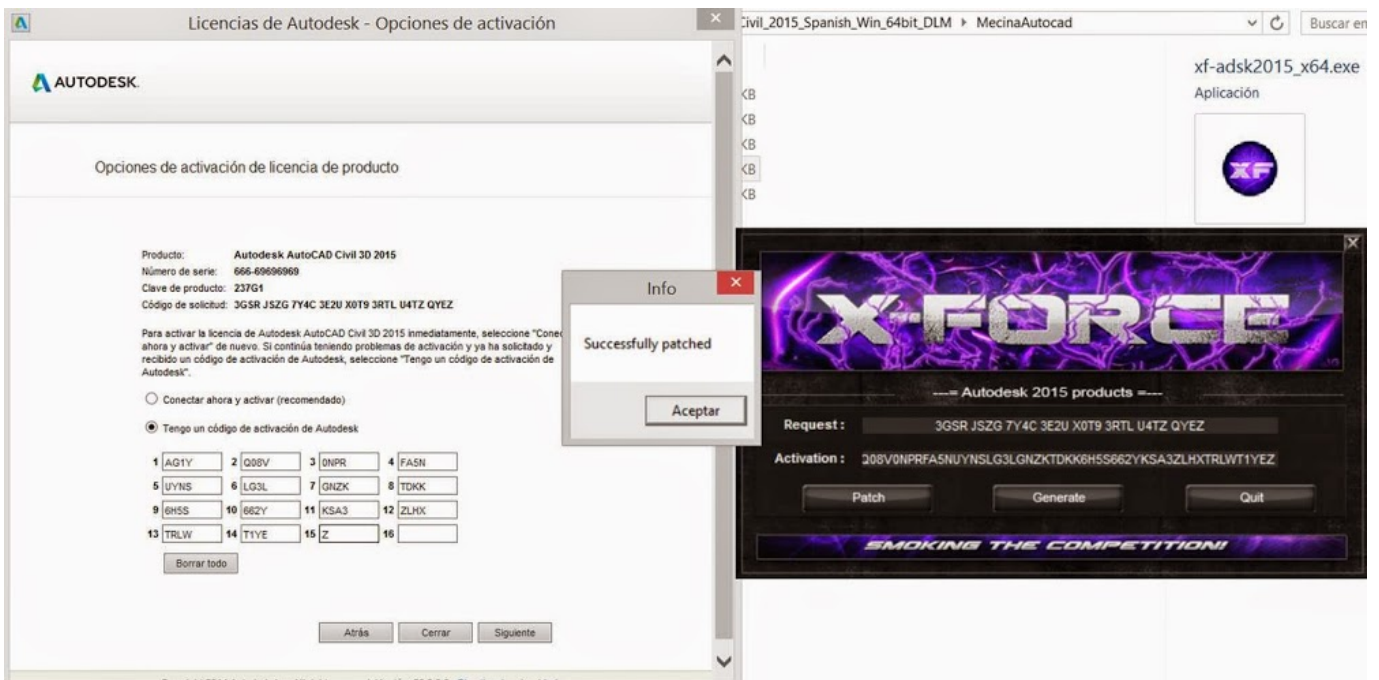 Licencias de Autodesk - Opciones de activación
AUTODESK.
Opciones de activación de licencia de producto
Producto: Autodesk AutoCAD Civil 3D 2015
Número de serie: 666-69696969
Clave de producto: 237G1
Código de solicitud: 3GSR JSZG 7Y4C 3E2U X0T9 3RTL U4TZ QYEZ
Para activar la licencia de Autodesk AutoCAD Civil 3D 2015 inmediatamente, seleccione "Conec
ahora y activar" de nuevo. Si continúa teniendo problemas de activación y ya ha solicitado y
recibido un código de activación de Autodesk, seleccione "Tengo un código de activación de
Autodesk".
Conectar ahora y activar (recomendado)
Tengo un código de activación de Autodesk
1 AG1Y 2 Q08V 3 0NPR 4 FA5N
5 UYNS 6 LG3L 7 GNZK 8 TDKK
9 6H5S 10 662Y 11 KSA3 12 ZLHX
13 TRLW 14 T1YE 15 Z 16
Borrar todo
Atrás Cerrar Siguiente
Info
Successfully patched
Aceptar
Civil_2015_Spanish_Win_64bit_DLM MecinaAutocad
Buscar en
KB
KB
KB
KB
KB
xf-adsk2015_x64.exe
Aplicación
XF
X-FORCE
---= Autodesk 2015 products =---
Request : 3GSR JSZG 7Y4C 3E2U X0T9 3RTL U4TZ QYEZ
Activation : Q08V0NPRFA5NUYNSLG3LGNZKTDKK6H5S662YKSA3ZLHXTRLWT1YEZ
Patch Generate Quit
SMOKING THE COMPETITION!